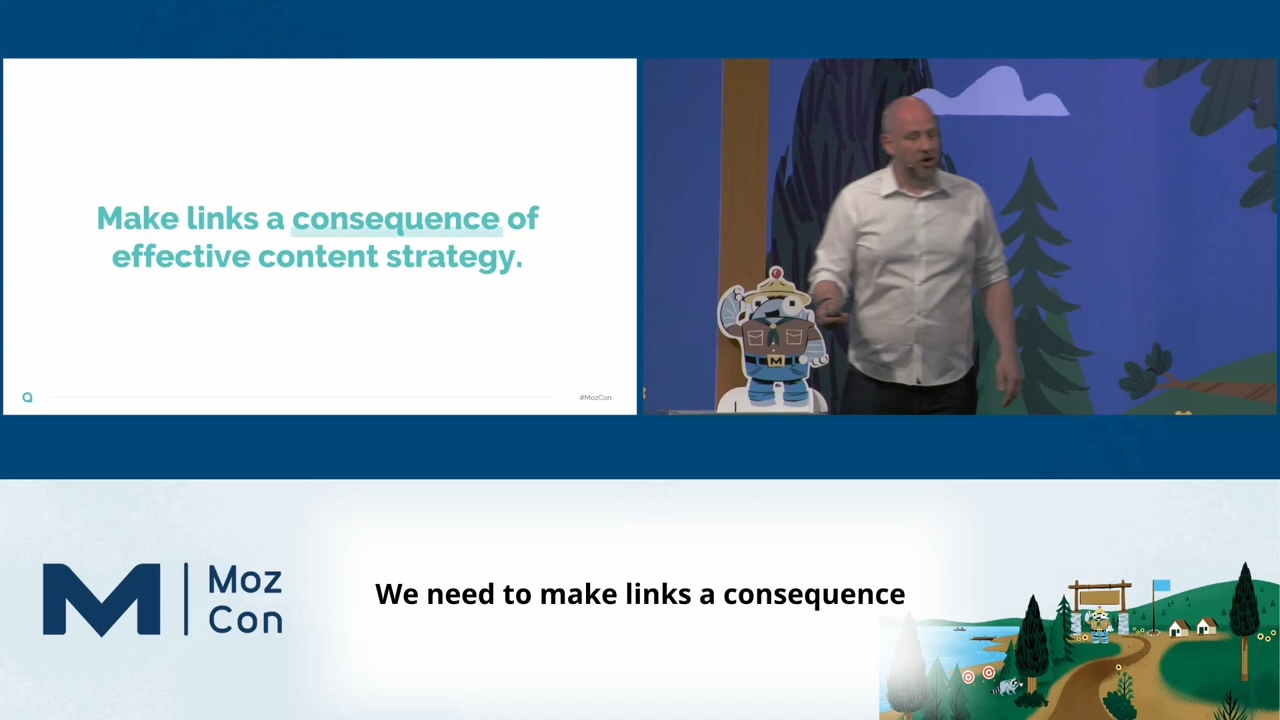 Make links a consequence of
effective content strategy.
#MozCon
M
Moz
Con
We need to make links a consequence